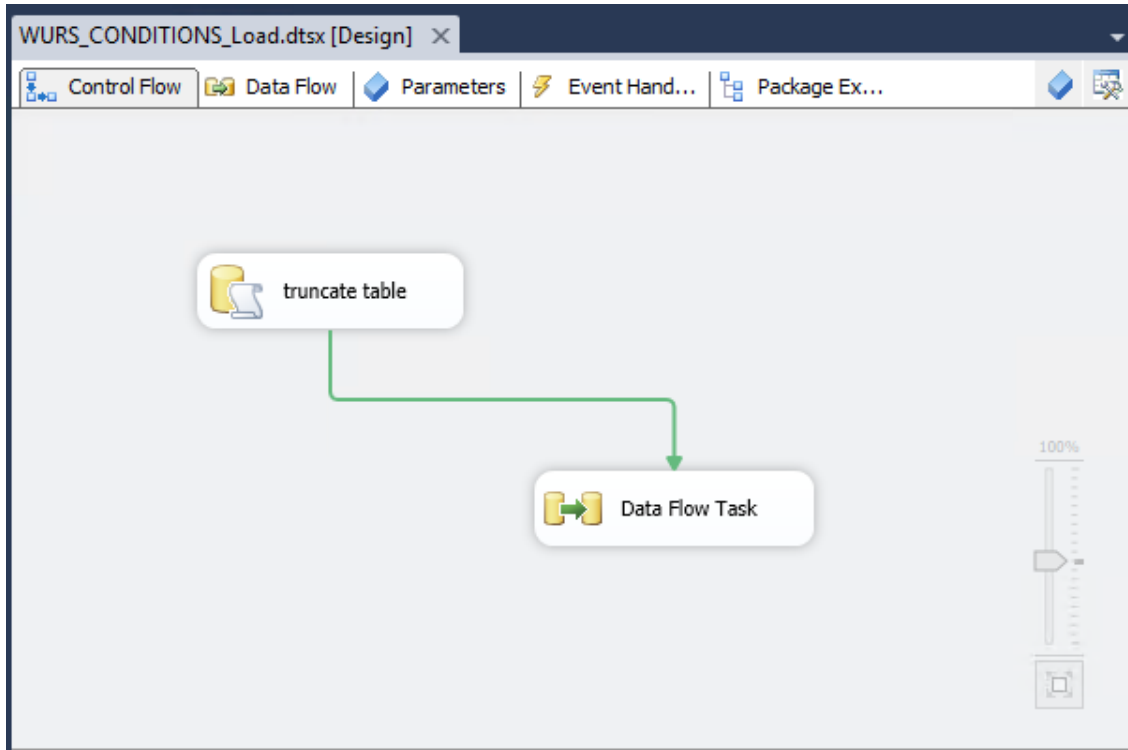 WURS_CONDITIONS_Load.dtsx [Design]
Control Flow Data Flow Parameters Event Hand... Package Ex...
truncate table
100%
Data Flow Task